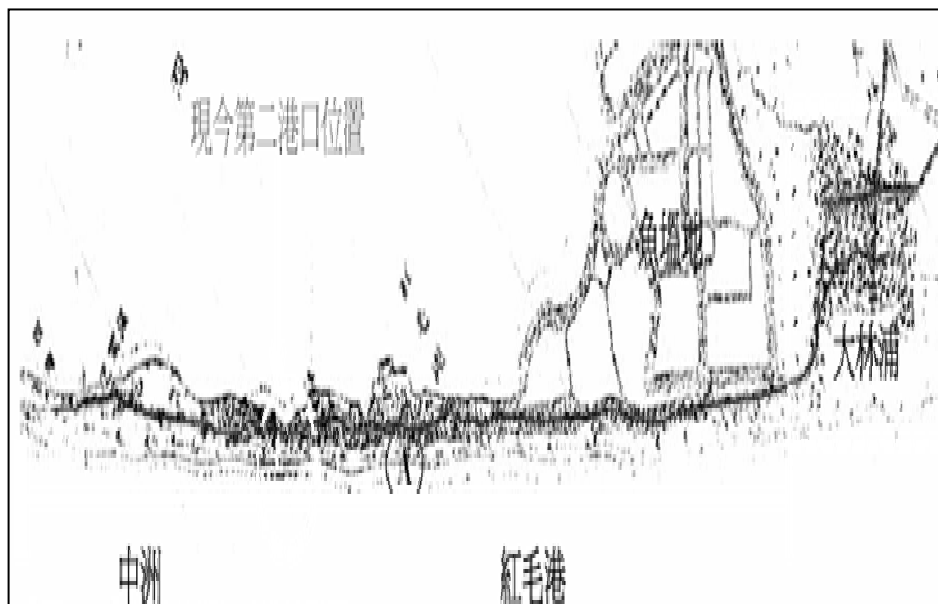 現今第二港口位置
魚塭地
大林浦
中洲
紅毛港